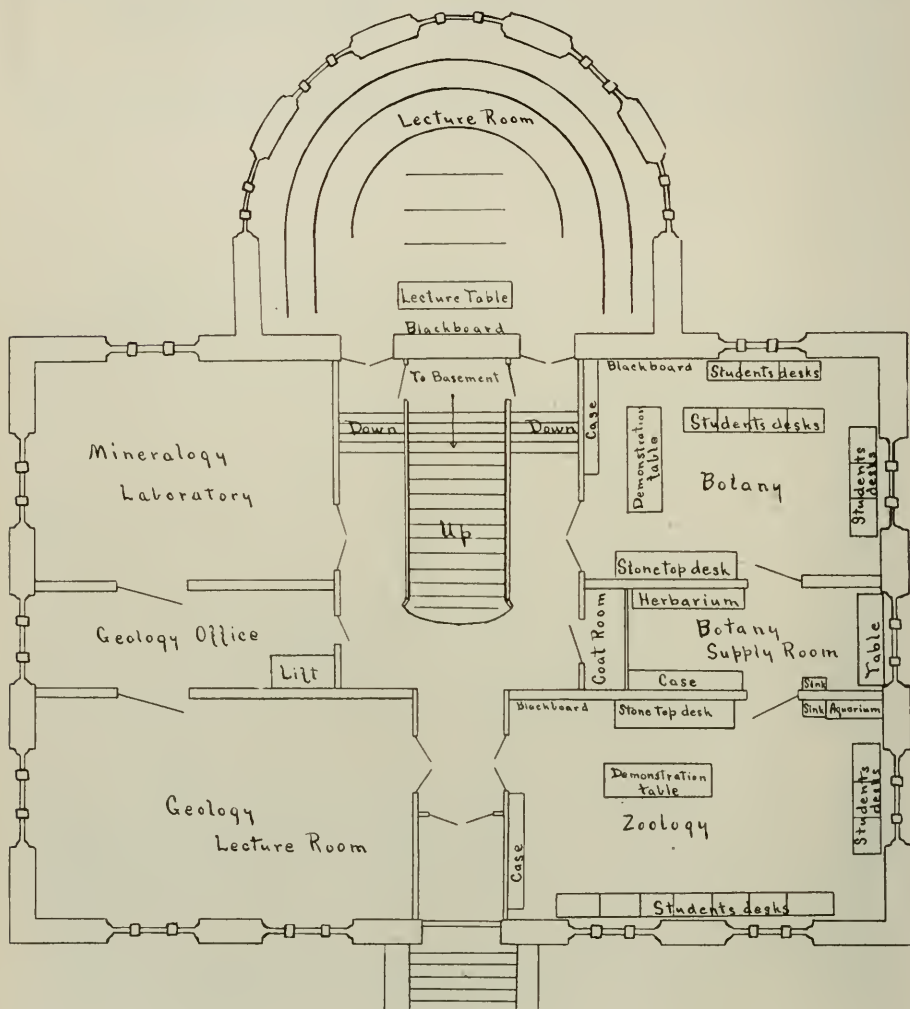 Lecture Room
Lecture Table
Blackboard
To Basement
Down
Down
Up
Case
Blackboard
Students desks
Students desks
Demonstration
table
Students
desks
Botany
Mineralogy
Laboratory
Stone top desk
Herbarium
Geology Office
Lift
Coat Room
Botany
Supply Room
Table
Case
Sink
Blackboard
Stone top desk
Sink
Aquarium
Demonstration
table
Students
desks
Zoology
Geology
Lecture Room
Case
Students desks